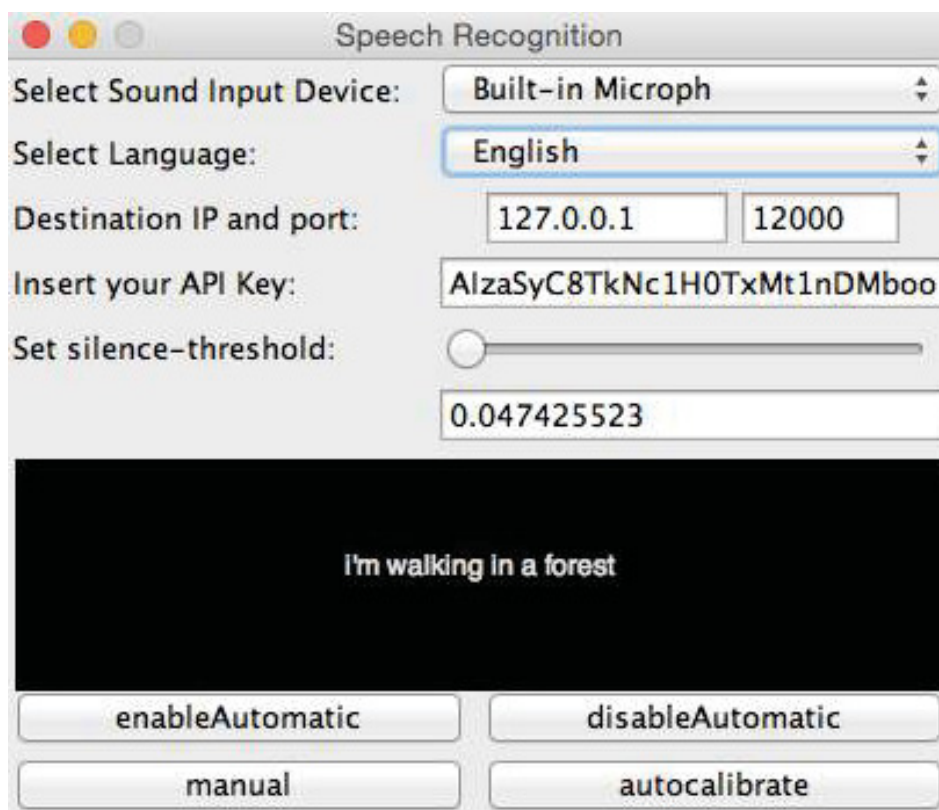 Speech Recognition
Select Sound Input Device: Built-in Microph
Select Language: English
Destination IP and port: 127.0.0.1 12000
Insert your API Key: AIzaSyC8TkNc1H0TxMt1nDMboo
Set silence-threshold:
0.047425523
i'm walking in a forest
enableAutomatic disableAutomatic
manual autocalibrate